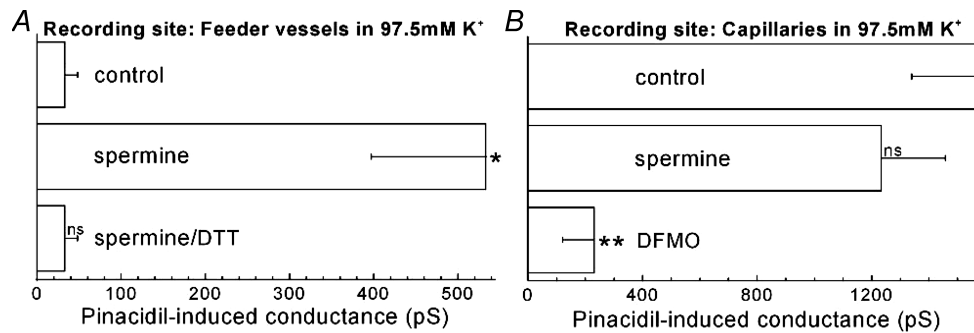 A
Recording site: Feeder vessels in 97.5mM K+
control
spermine
*
ns
spermine/DTT
0 100 200 300 400 500
Pinacidil-induced conductance (pS)
B
Recording site: Capillaries in 97.5mM K+
control
spermine
ns
** DFMO
0 400 800 1200
Pinacidil-induced conductance (pS)